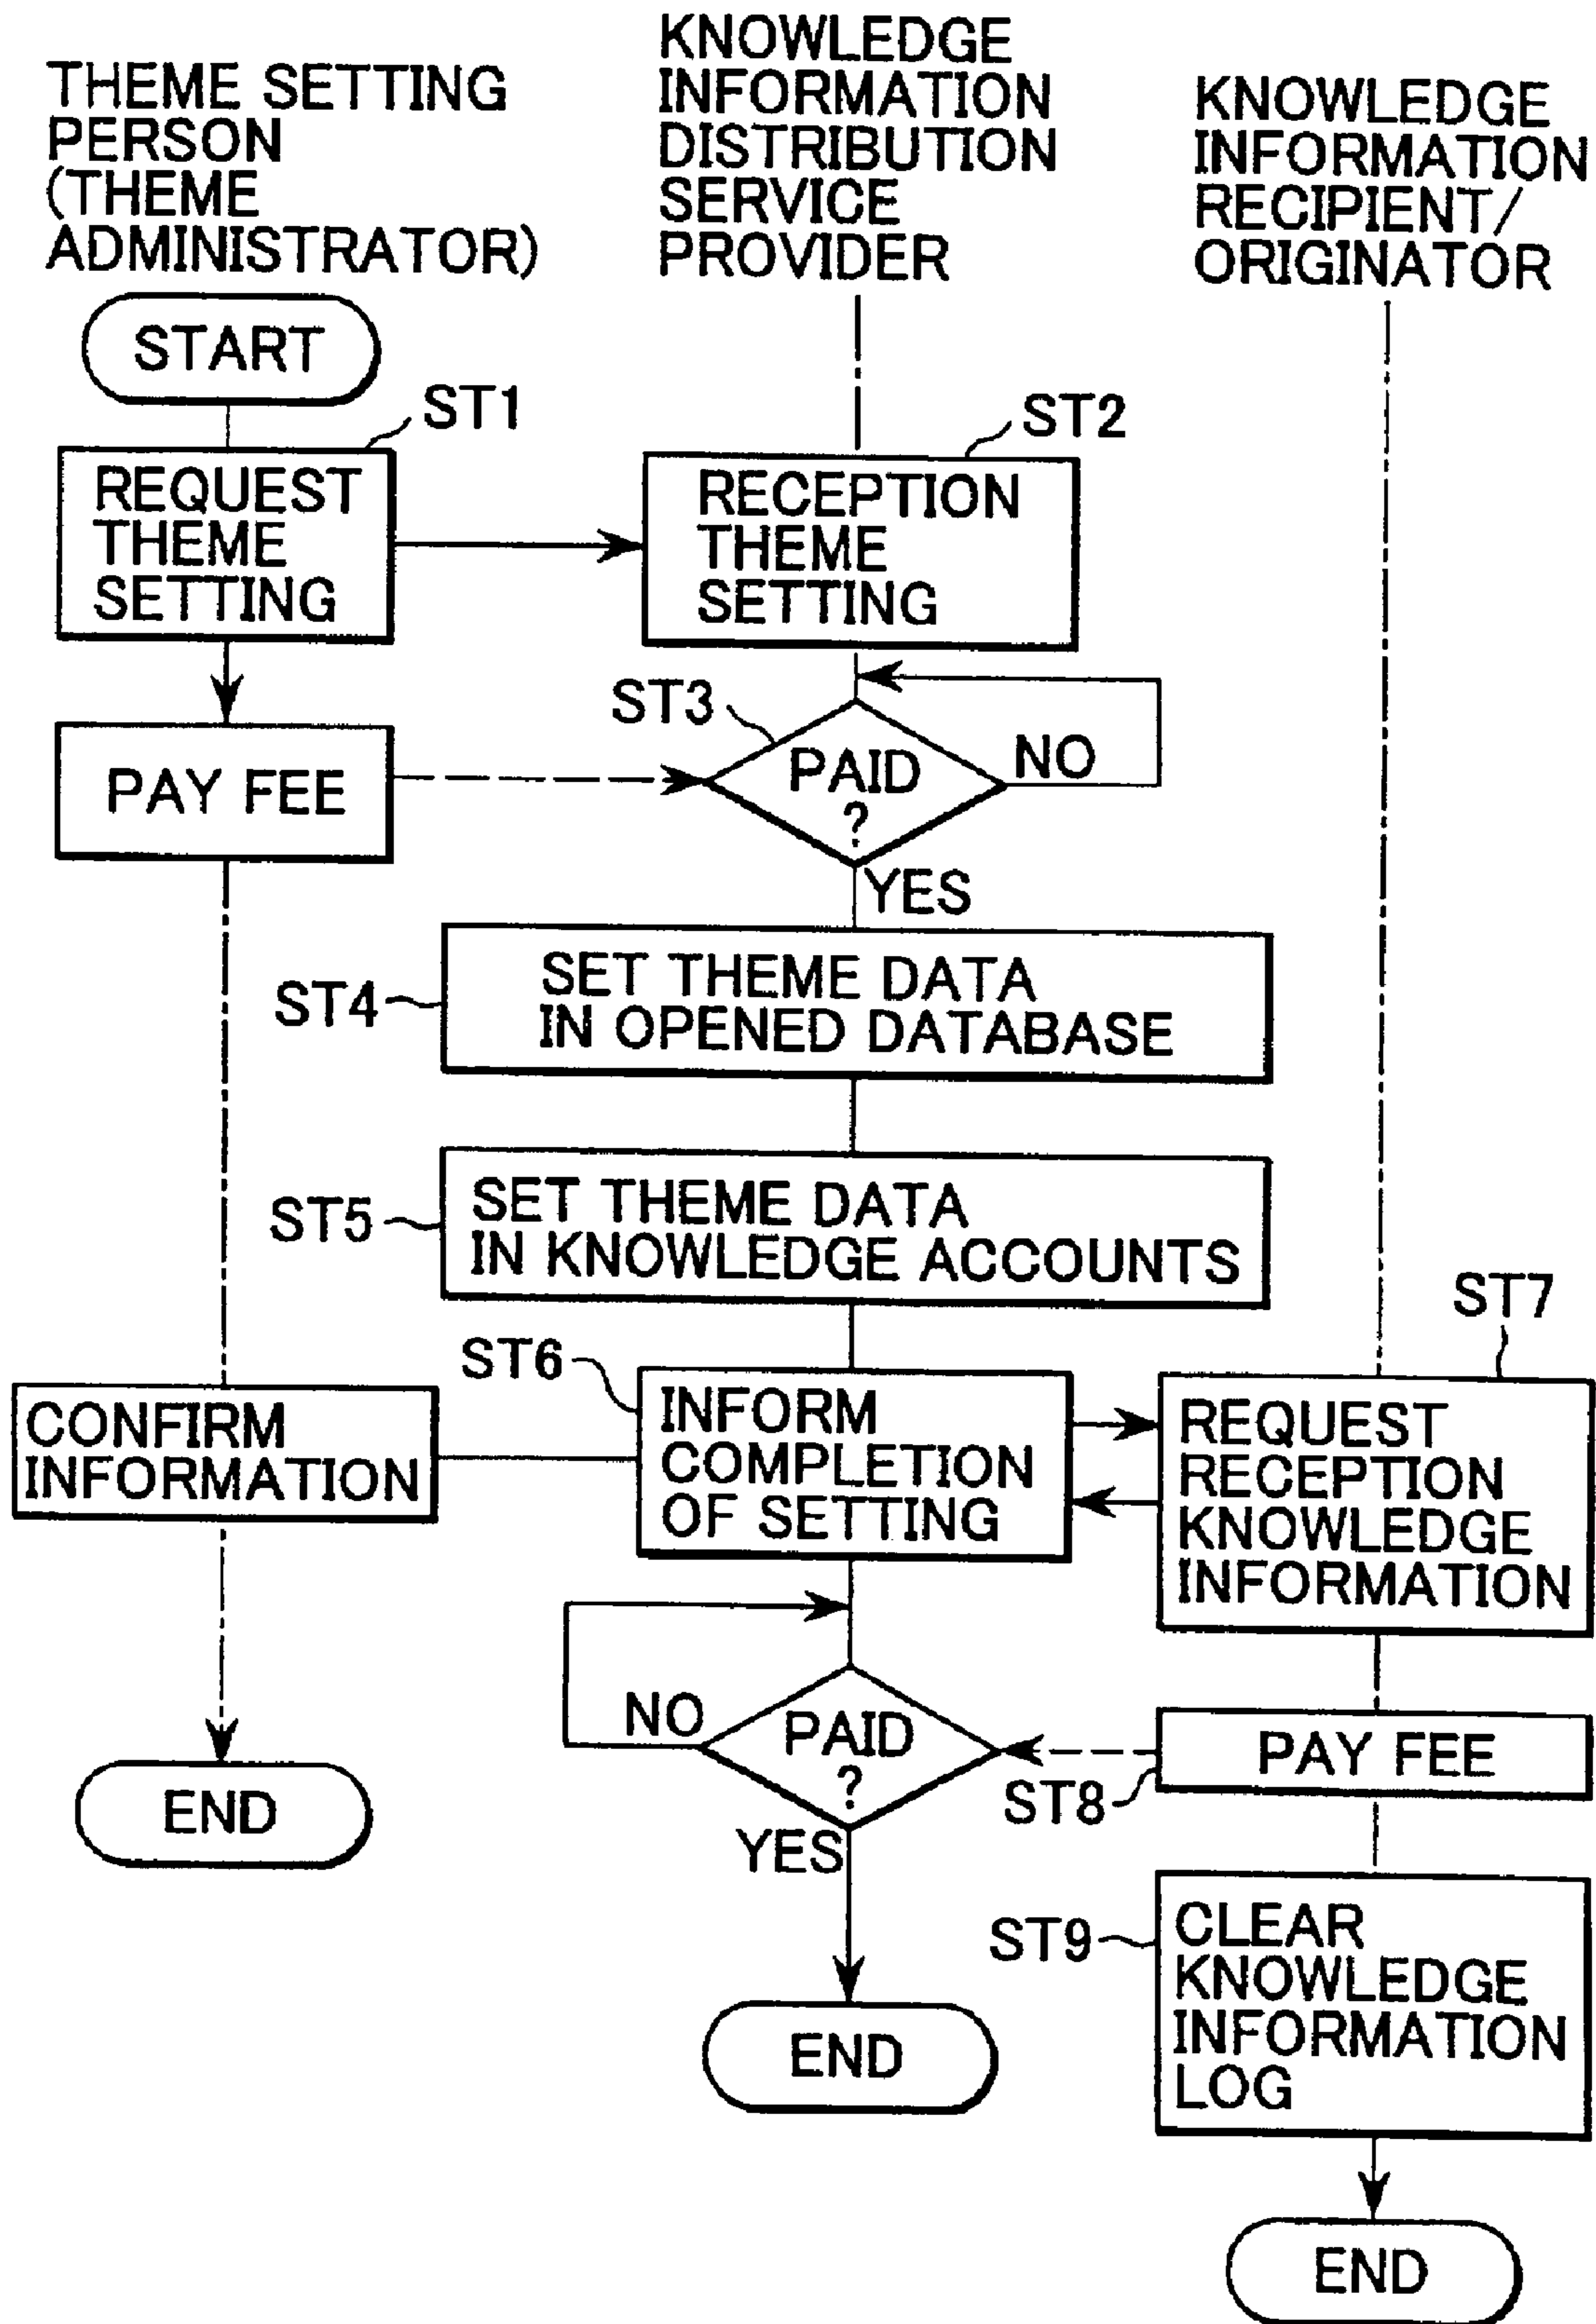 THEME SETTING
PERSON
(THEME
ADMINISTRATOR)
KNOWLEDGE
INFORMATION
DISTRIBUTION
SERVICE
PROVIDER
KNOWLEDGE
INFORMATION
RECIPIENT/
ORIGINATOR
START
ST1
REQUEST
THEME
SETTING
ST2
RECEPTION
THEME
SETTING
PAY FEE
ST3
PAID
?
NO
YES
ST4
SET THEME DATA
IN OPENED DATABASE
ST5
SET THEME DATA
IN KNOWLEDGE ACCOUNTS
CONFIRM
INFORMATION
ST6
INFORM
COMPLETION
OF SETTING
ST7
REQUEST
RECEPTION
KNOWLEDGE
INFORMATION
END
NO
PAID
?
YES
ST8
PAY FEE
END
ST9
CLEAR
KNOWLEDGE
INFORMATION
LOG
END